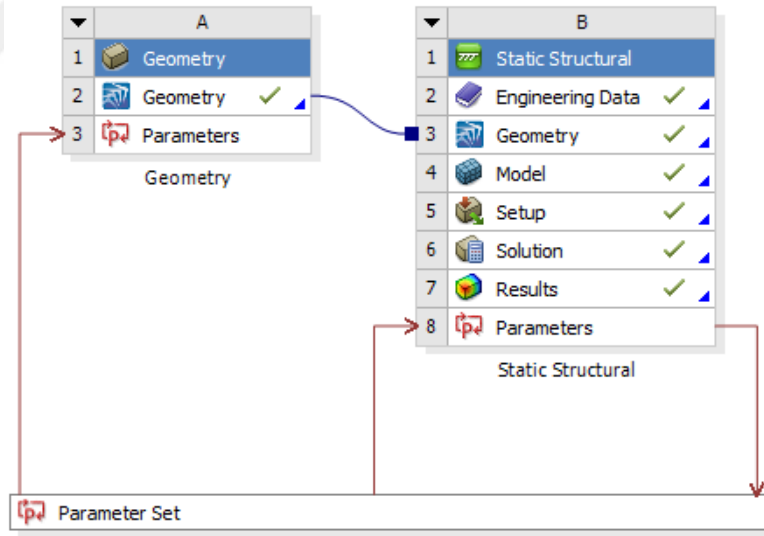 A
1 Geometry
2 Geometry
3 Parameters
Geometry
B
1 Static Structural
2 Engineering Data
3 Geometry
4 Model
5 Setup
6 Solution
7 Results
8 Parameters
Static Structural
Parameter Set